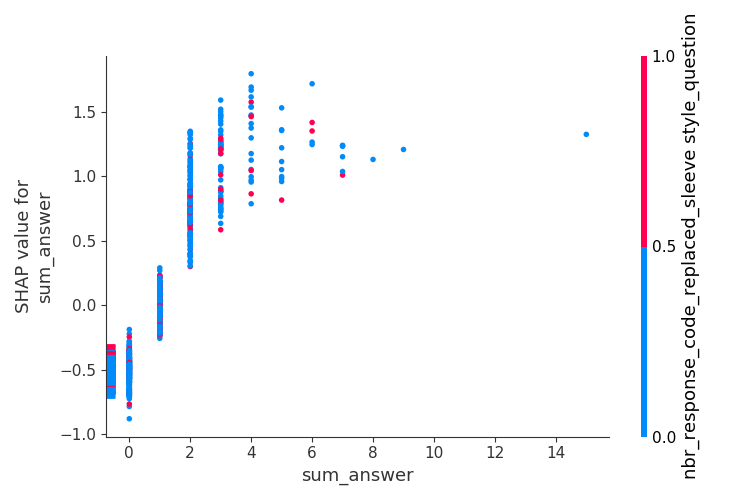 SHAP value for
sum_answer
1.5
1.0
0.5
0.0
−0.5
−1.0
0 2 4 6 8 10 12 14
sum_answer
1.0
0.5
0.0
nbr_response_code_replaced_sleeve style_question